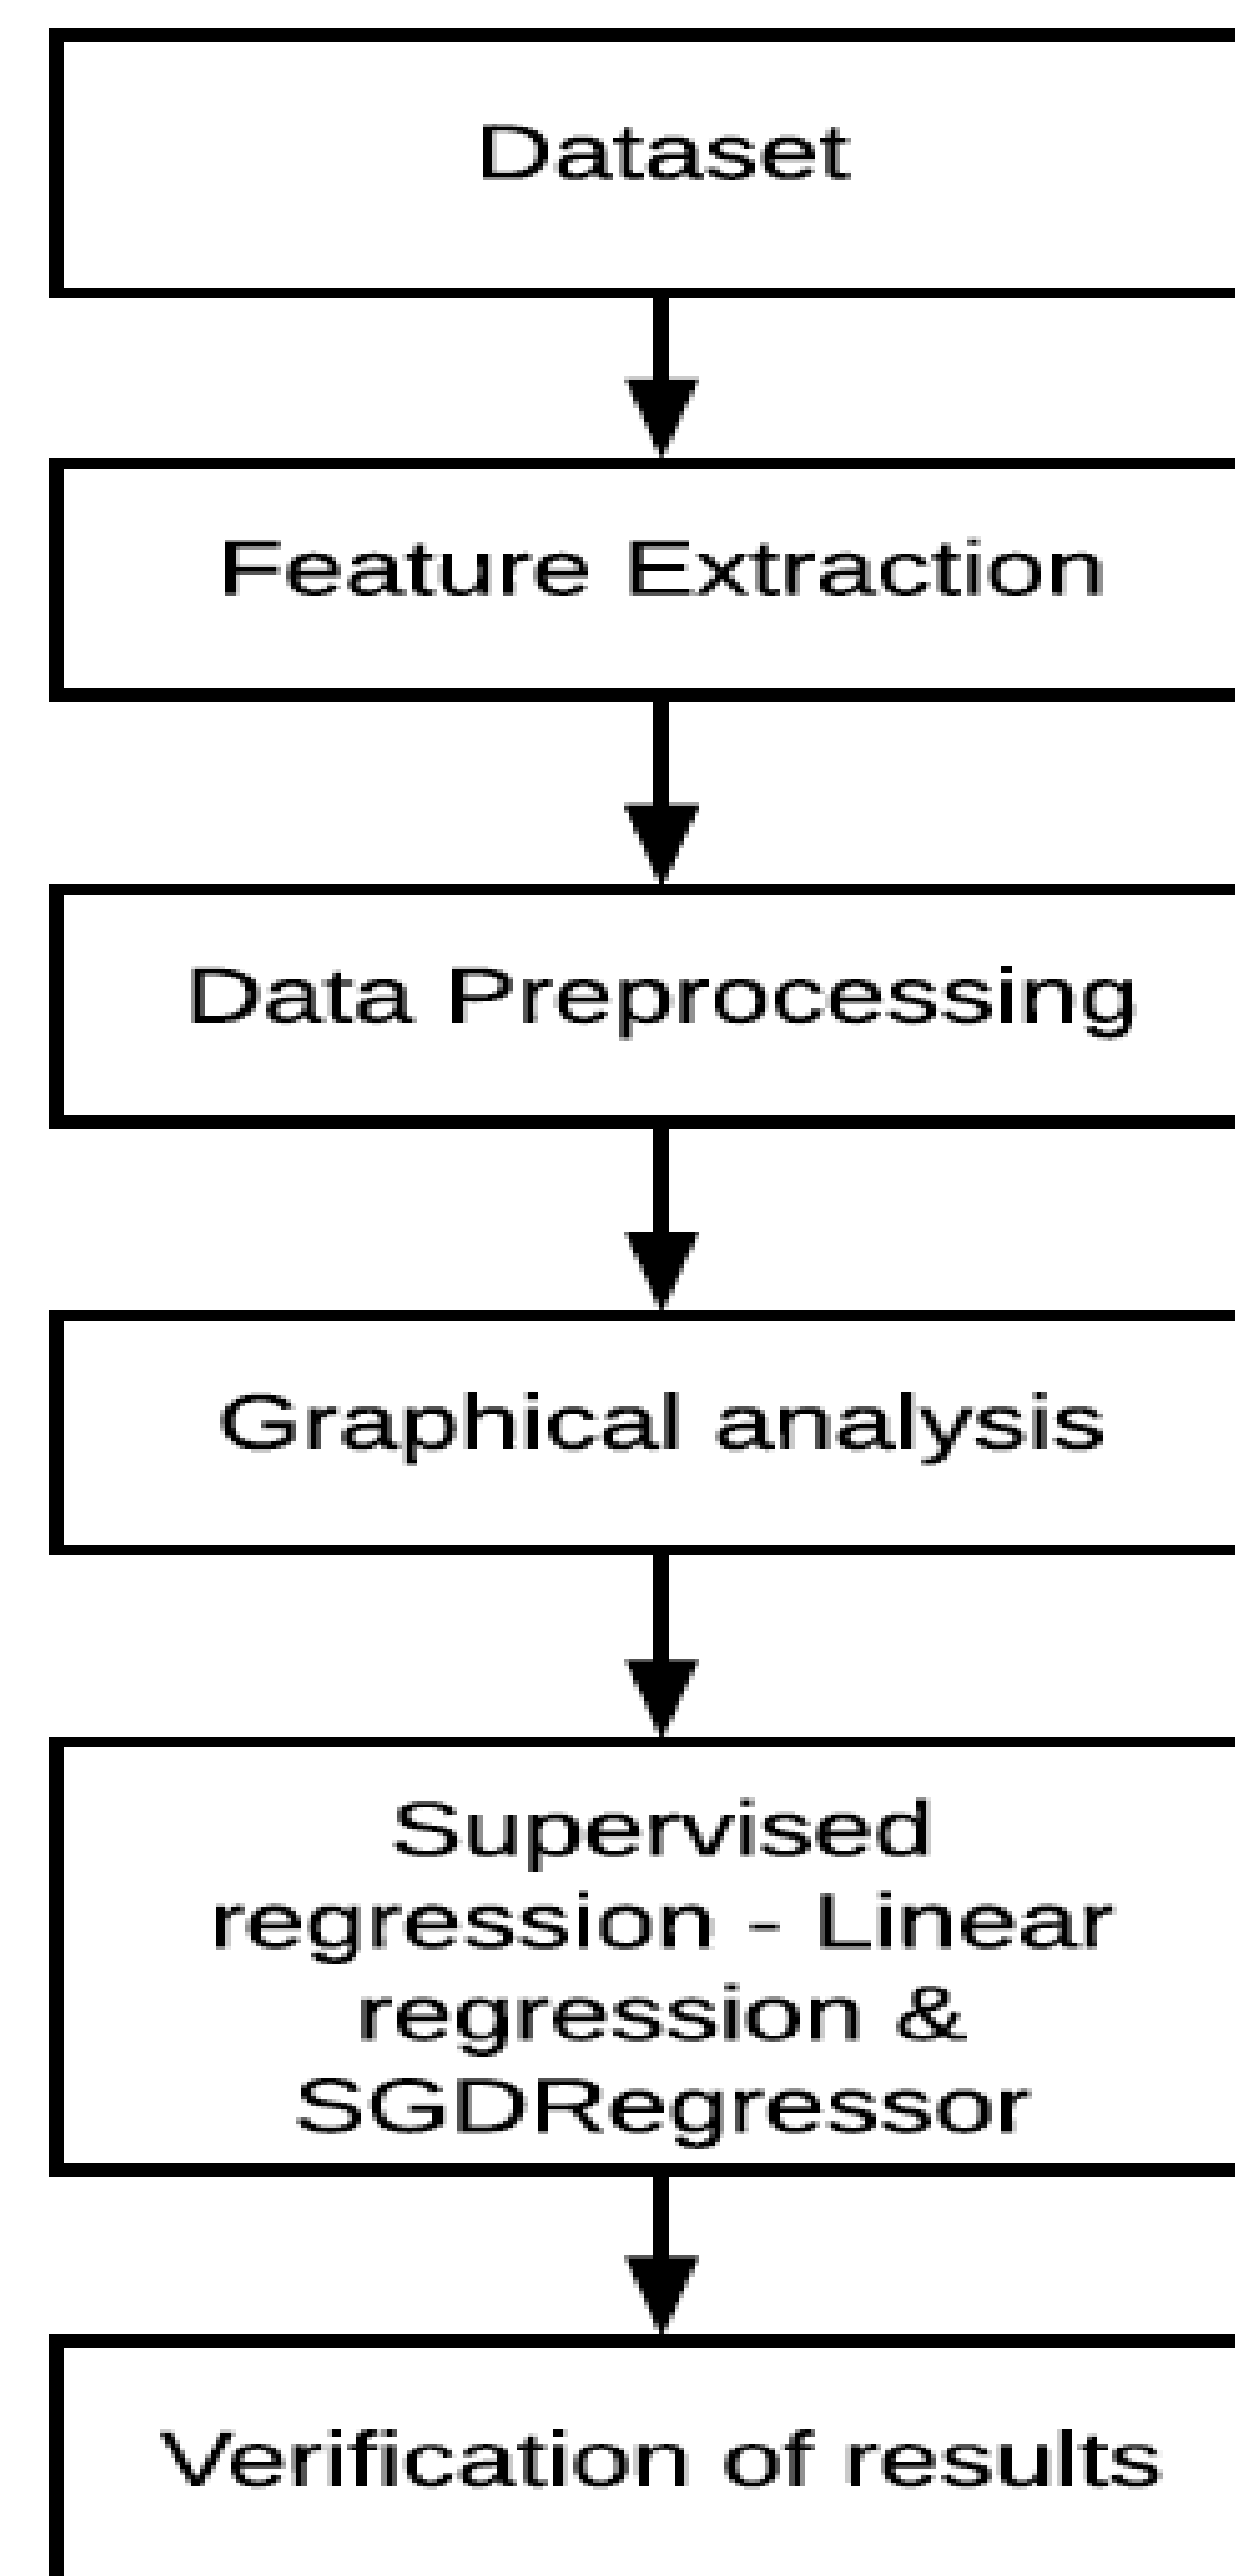 Dataset
Feature Extraction
Data Preprocessing
Graphical analysis
Supervised
regression - Linear
regression &
SGDRegressor
Verification of results